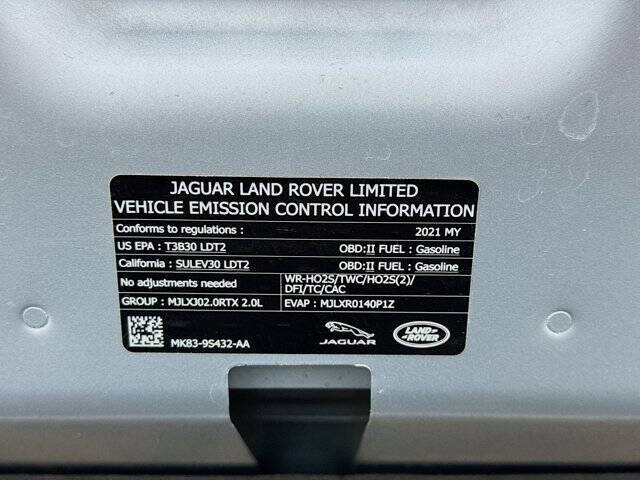 JAGUAR LAND ROVER LIMITED
VEHICLE EMISSION CONTROL INFORMATION
Conforms to regulations : 2021 MY
US EPA : T3B30 LDT2 OBD:II FUEL : Gasoline
California : SULEV30 LDT2 OBD:II FUEL : Gasoline
No adjustments needed WR-HO2S/TWC/HO2S(2)/
DFI/TC/CAC
GROUP : MJLXJ02.0RTX 2.0L EVAP : MJLXR0140P1Z
MK83-9S432-AA JAGUAR LAND ROVER